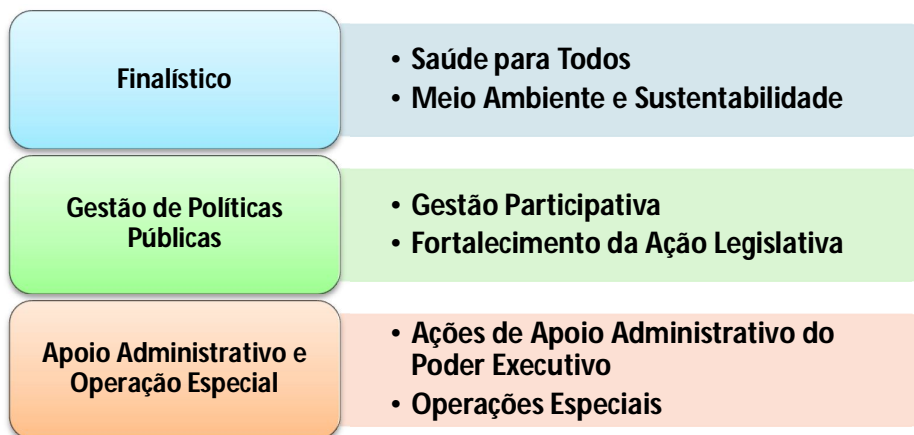 Finalístico
• Saúde para Todos
• Meio Ambiente e Sustentabilidade
Gestão de Políticas
Públicas
• Gestão Participativa
• Fortalecimento da Ação Legislativa
Apoio Administrativo e
Operação Especial
• Ações de Apoio Administrativo do
Poder Executivo
• Operações Especiais